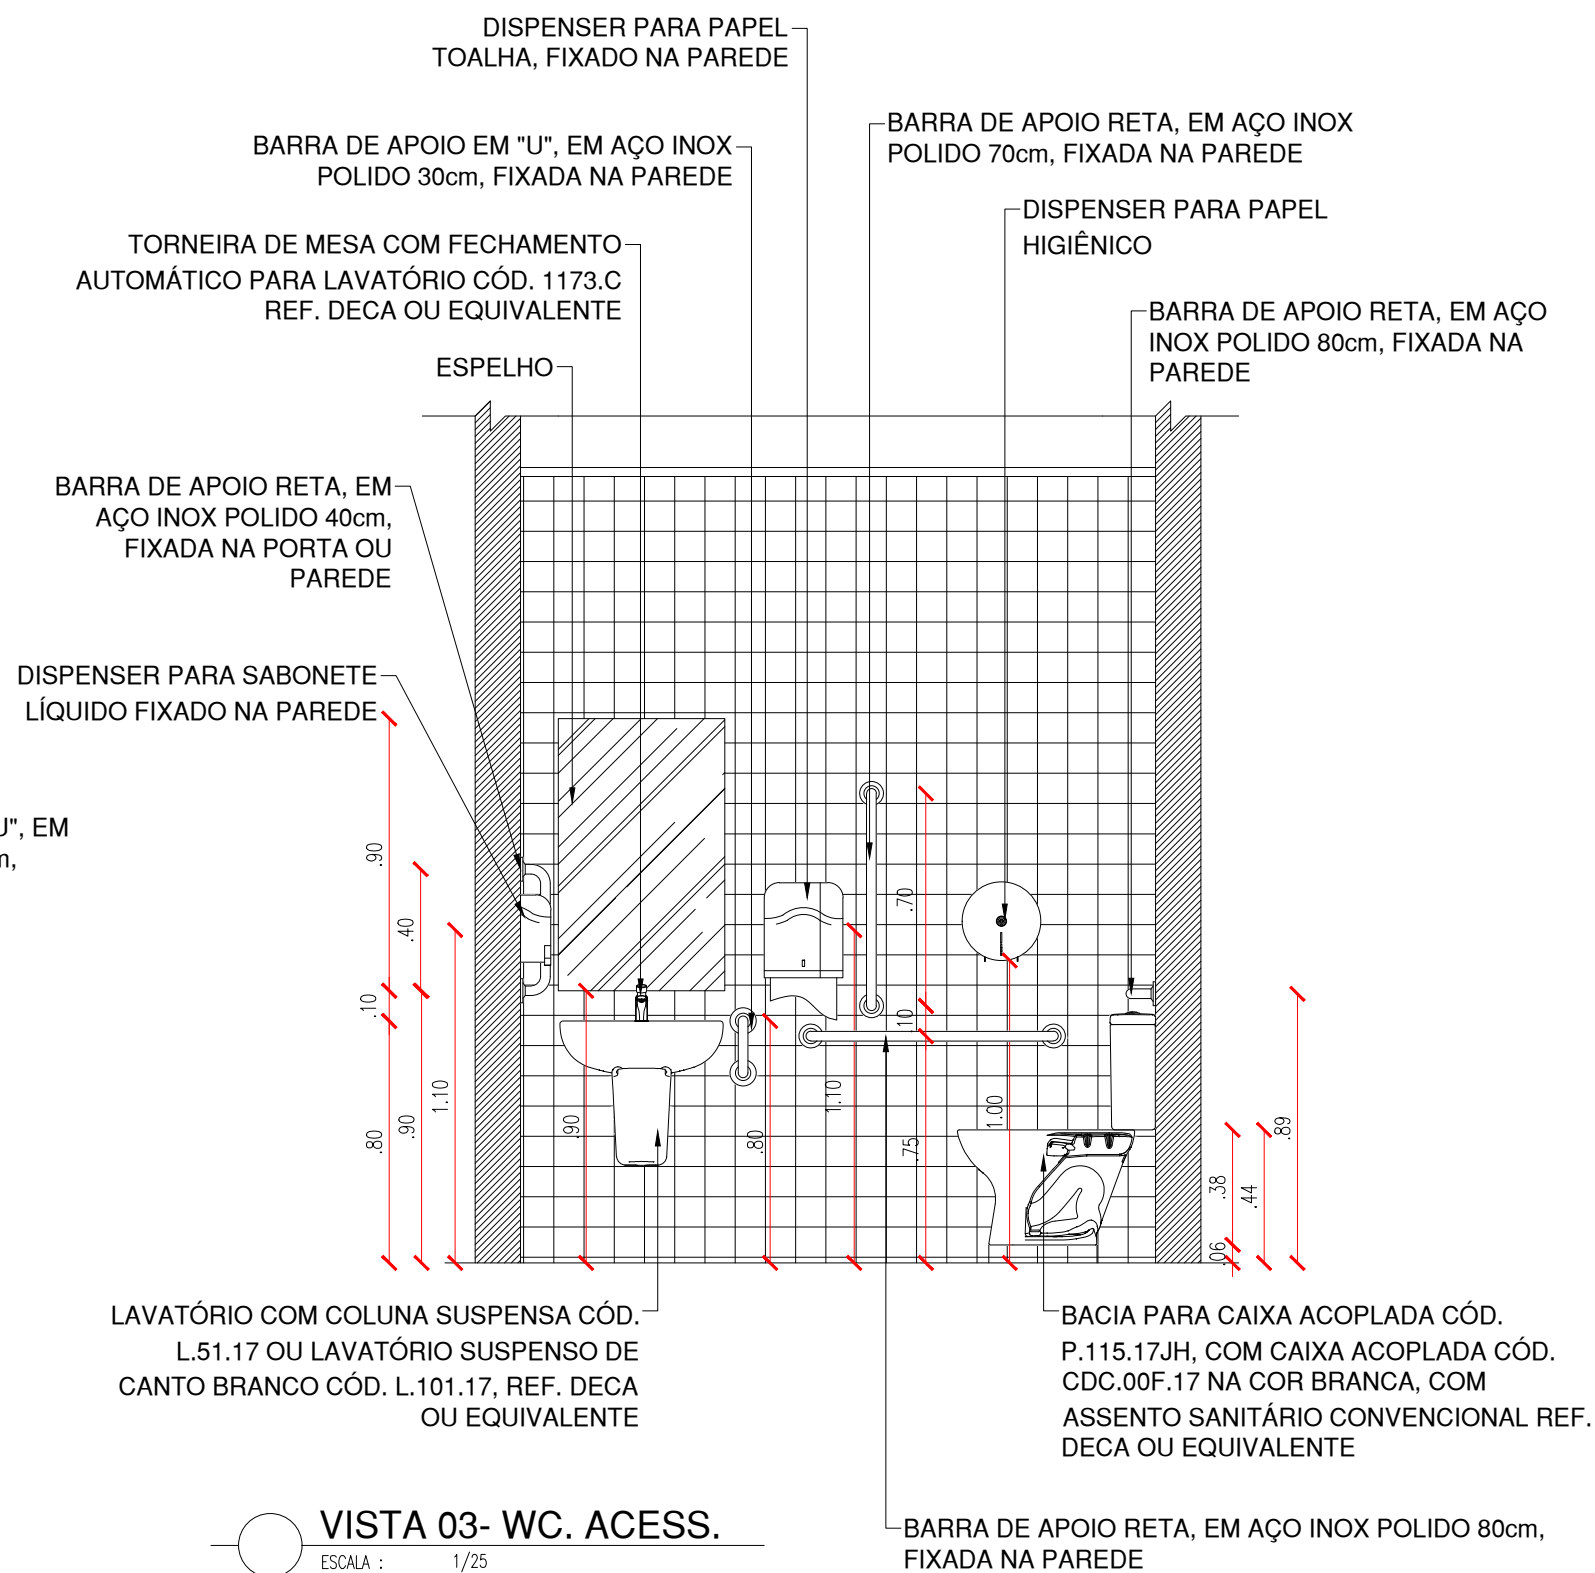 DISPENSER PARA PAPEL
TOALHA, FIXADO NA PAREDE
BARRA DE APOIO EM "U", EM AÇO INOX
POLIDO 30cm, FIXADA NA PAREDE
BARRA DE APOIO RETA, EM AÇO INOX
POLIDO 70cm, FIXADA NA PAREDE
TORNEIRA DE MESA COM FECHAMENTO
AUTOMÁTICO PARA LAVATÓRIO CÓD. 1173.C
REF. DECA OU EQUIVALENTE
DISPENSER PARA PAPEL
HIGIÊNICO
ESPELHO
BARRA DE APOIO RETA, EM AÇO
INOX POLIDO 80cm, FIXADA NA
PAREDE
BARRA DE APOIO RETA, EM
AÇO INOX POLIDO 40cm,
FIXADA NA PORTA OU
PAREDE
DISPENSER PARA SABONETE
LÍQUIDO FIXADO NA PAREDE
U", EM
m,
.90
.10
.80
.40
.90
1.10
.90
.80
1.10
.70
.10
.75
1.00
.38
.06
.44
.89
LAVATÓRIO COM COLUNA SUSPENSA CÓD.
L.51.17 OU LAVATÓRIO SUSPENSO DE
CANTO BRANCO CÓD. L.101.17, REF. DECA
OU EQUIVALENTE
BACIA PARA CAIXA ACOPLADA CÓD.
P.115.17JH, COM CAIXA ACOPLADA CÓD.
CDC.00F.17 NA COR BRANCA, COM
ASSENTO SANITÁRIO CONVENCIONAL REF.
DECA OU EQUIVALENTE
BARRA DE APOIO RETA, EM AÇO INOX POLIDO 80cm,
FIXADA NA PAREDE
VISTA 03- WC. ACESS.
ESCALA : 1/25